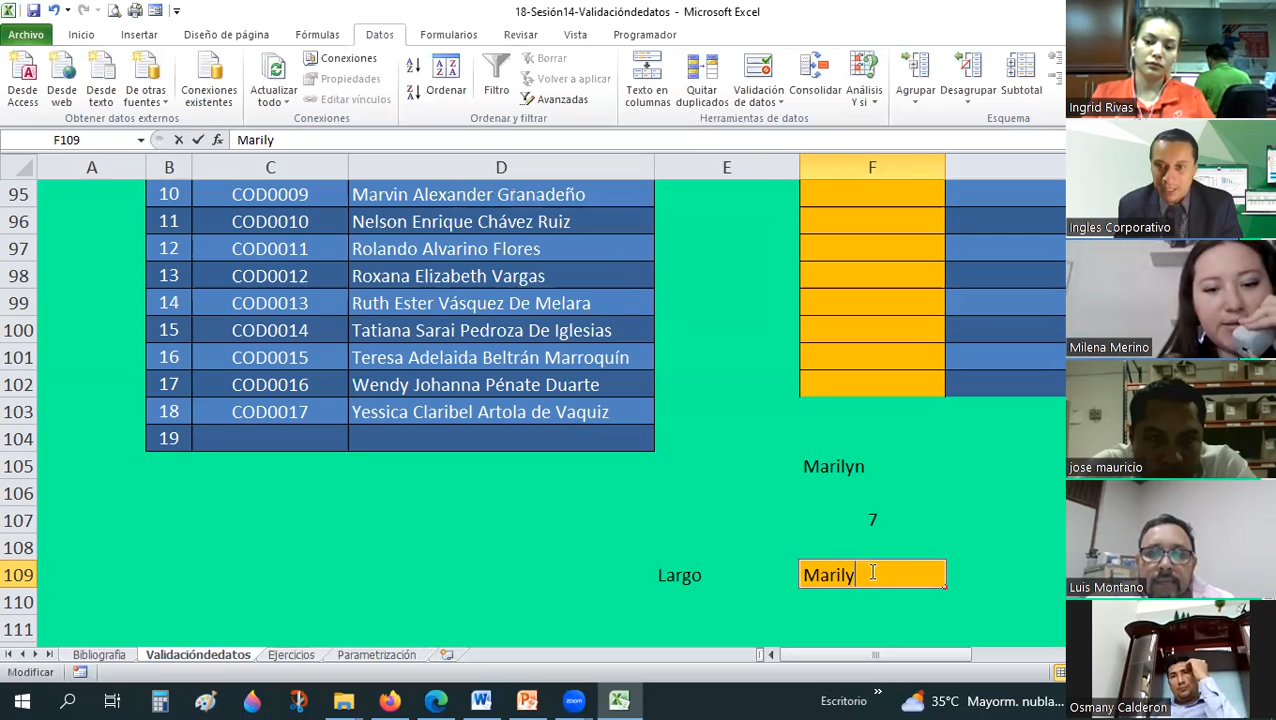 18-Sesión14-Validacióndedatos - Microsoft Excel
Archivo Inicio Insertar Diseño de página Fórmulas Datos Formularios Revisar Vista Programador
Desde Access
Desde web
Desde texto
De otras fuentes
Conexiones existentes
Obtener datos externos
Actualizar todo
Conexiones
Propiedades
Editar vínculos
Conexiones
Ordenar
Filtro
Borrar
Volver a aplicar
Avanzadas
Ordenar y filtrar
Texto en columnas
Quitar duplicados
Validación de datos
Consolidar
Análisis Y si
Herramientas de datos
Agrupar
Desagrupar
Subtotal
Esquema
F109 fx Marily
A B C D E F
95 10 COD0009 Marvin Alexander Granadeño
96 11 COD0010 Nelson Enrique Chávez Ruiz
97 12 COD0011 Rolando Alvarino Flores
98 13 COD0012 Roxana Elizabeth Vargas
99 14 COD0013 Ruth Ester Vásquez De Melara
100 15 COD0014 Tatiana Sarai Pedroza De Iglesias
101 16 COD0015 Teresa Adelaida Beltrán Marroquín
102 17 COD0016 Wendy Johanna Pénate Duarte
103 18 COD0017 Yessica Claribel Artola de Vaquiz
104 19
105 Marilyn
106
107 7
108
109 Largo Marily
110
111
Bibliografia Validacióndedatos Ejercicios Parametrización
Modificar
Escritorio » 35°C Mayorm. nubla...
Ingrid Rivas
Ingles Corporativo
Milena Merino
jose mauricio
Luis Montano
Osmany Calderon